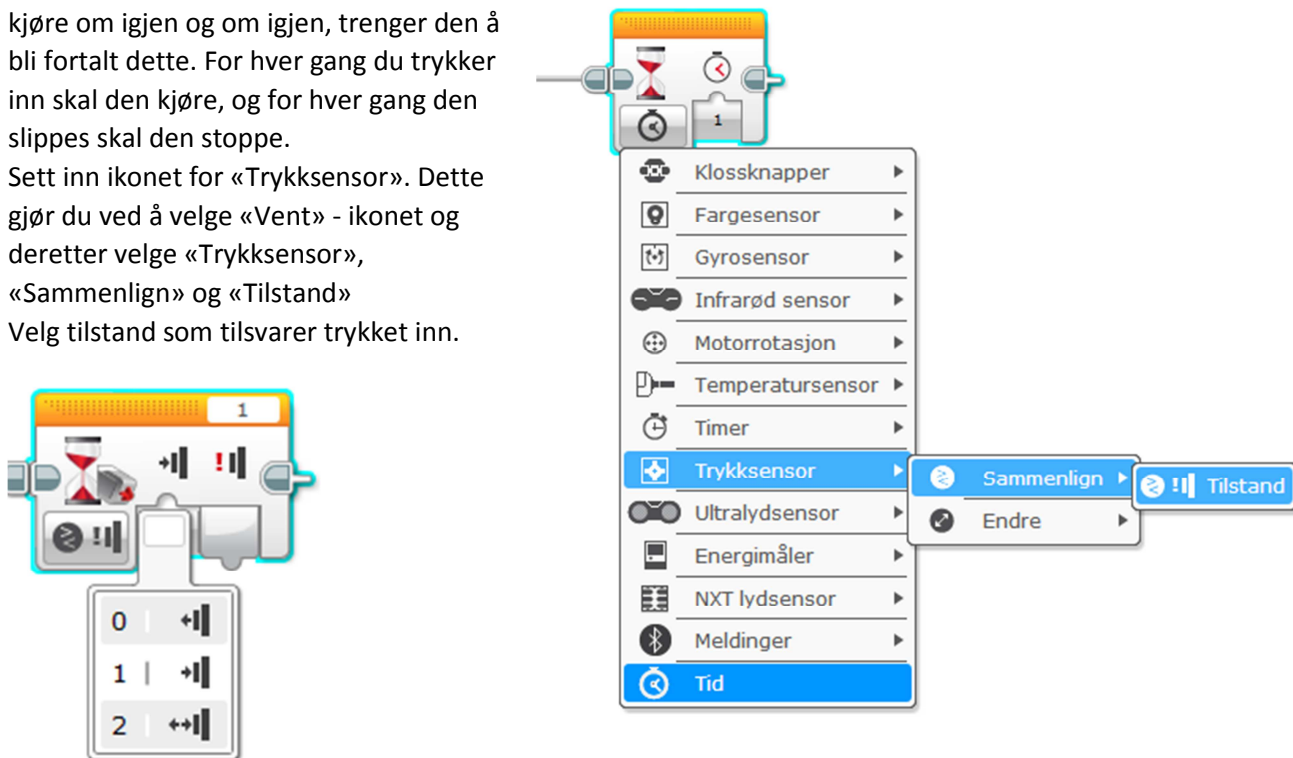 kjøre om igjen og om igjen, trenger den å
bli fortalt dette. For hver gang du trykker
inn skal den kjøre, og for hver gang den
slippes skal den stoppe.
Sett inn ikonet for «Trykksensor». Dette
gjør du ved å velge «Vent» - ikonet og
deretter velge «Trykksensor»,
«Sammenlign» og «Tilstand»
Velg tilstand som tilsvarer trykket inn.
1
0
1
2
1
Klossknapper
Fargesensor
Gyrosensor
Infrarød sensor
Motorrotasjon
Temperatursensor
Timer
Trykksensor
Ultralydsensor
Energimåler
NXT lydsensor
Meldinger
Tid
Sammenlign
Endre
Tilstand